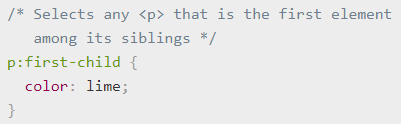 /* Selects any <p> that is the first element
   among its siblings */
p:first-child {
  color: lime;
}